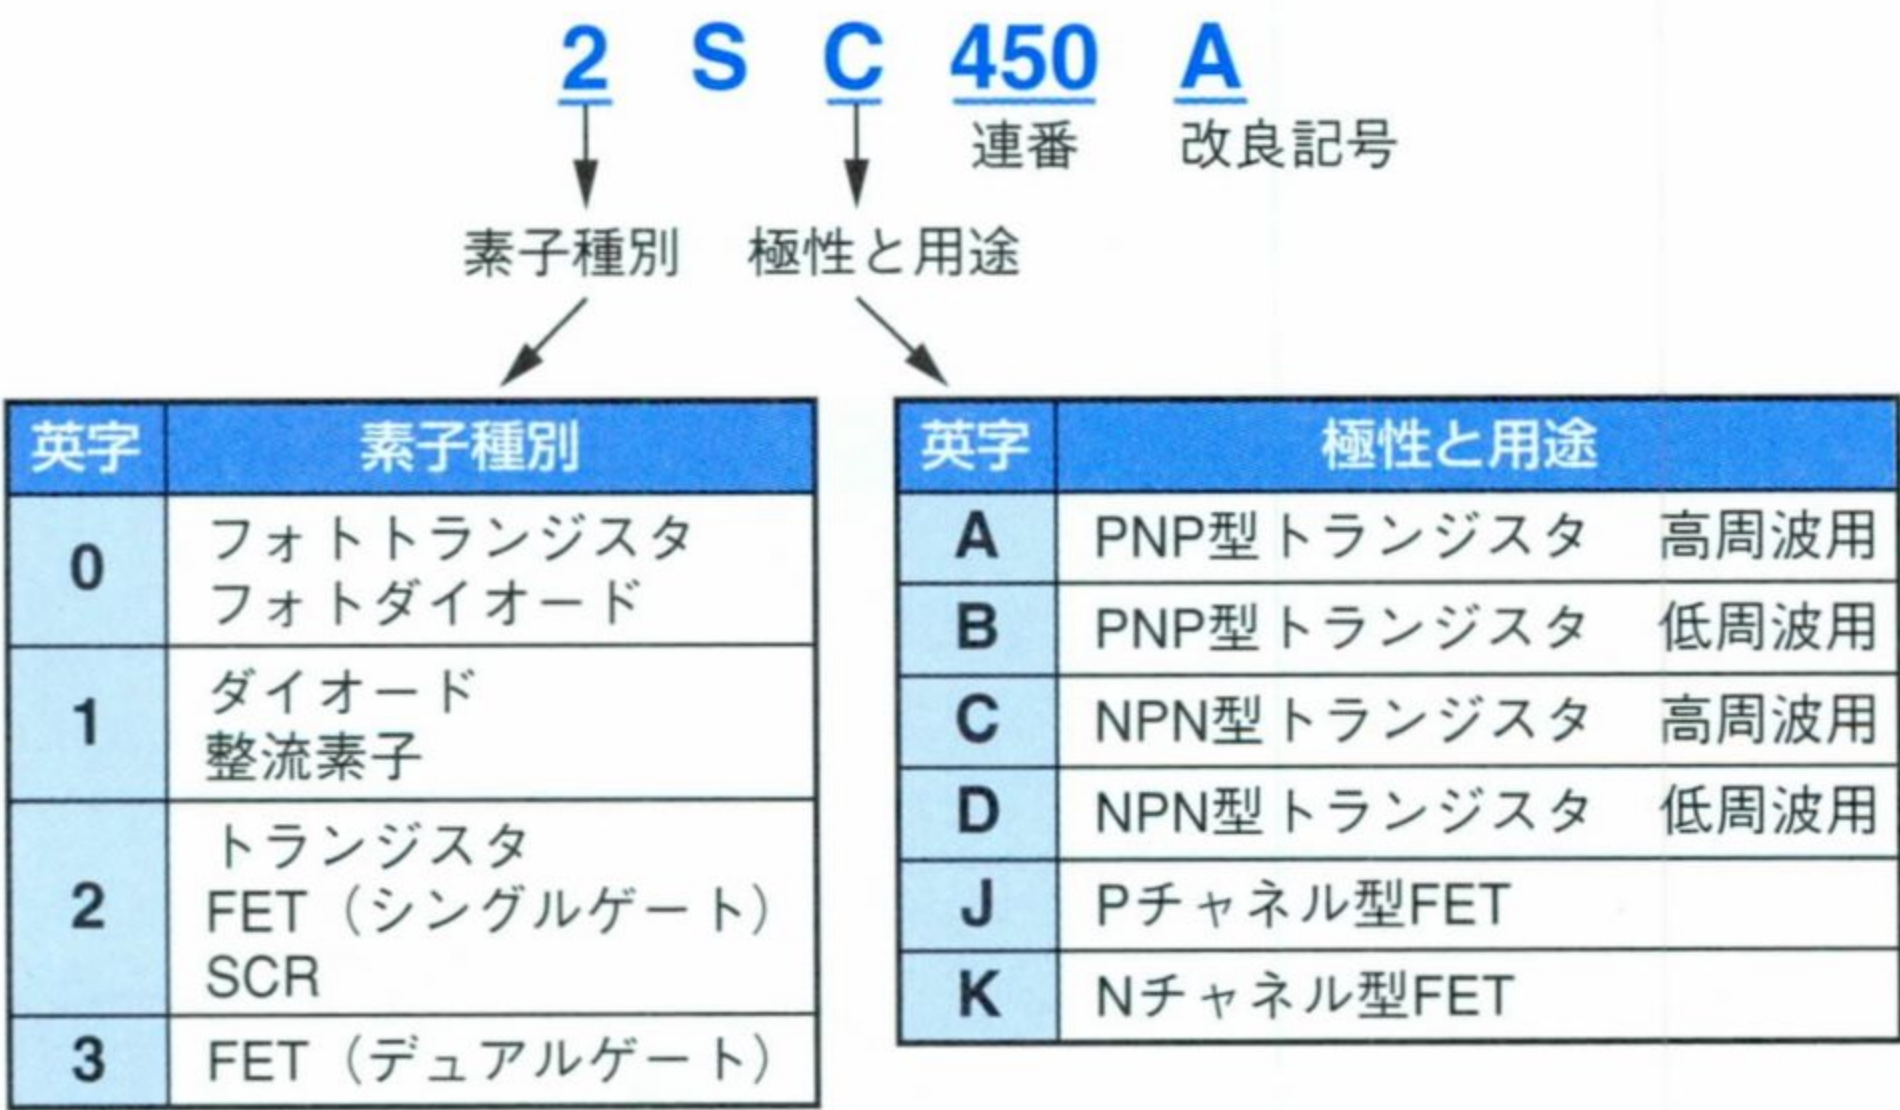 2 S C 450 A
連番 改良記号
素子種別 極性と用途
英字 素子種別
0 フォトトランジスタ
フォトダイオード
1 ダイオード
整流素子
2 トランジスタ
FET（シングルゲート）
SCR
3 FET（デュアルゲート）
英字 極性と用途
A PNP型トランジスタ 高周波用
B PNP型トランジスタ 低周波用
C NPN型トランジスタ 高周波用
D NPN型トランジスタ 低周波用
J Pチャネル型FET
K Nチャネル型FET